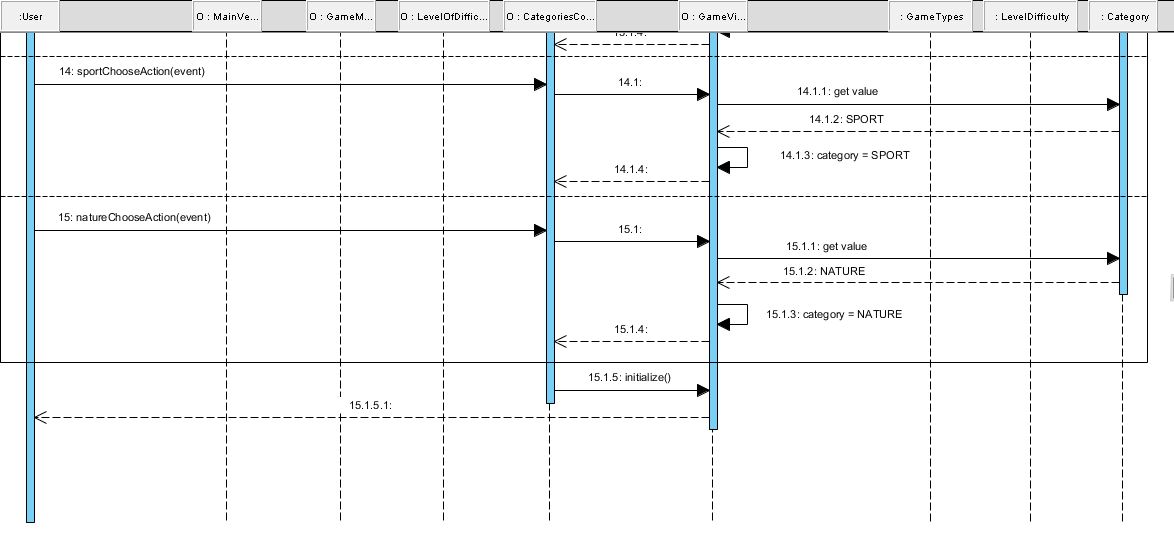 :User
O : MainVe...
O : GameM...
O : LevelOfDiffic...
O : CategoriesCo...
O : GameVi...
: GameTypes
: LevelDifficulty
: Category
13.1.4:
14: sportChooseAction(event)
14.1:
14.1.1: get value
14.1.2: SPORT
14.1.3: category = SPORT
14.1.4:
15: natureChooseAction(event)
15.1:
15.1.1: get value
15.1.2: NATURE
15.1.3: category = NATURE
15.1.4:
15.1.5: initialize()
15.1.5.1: